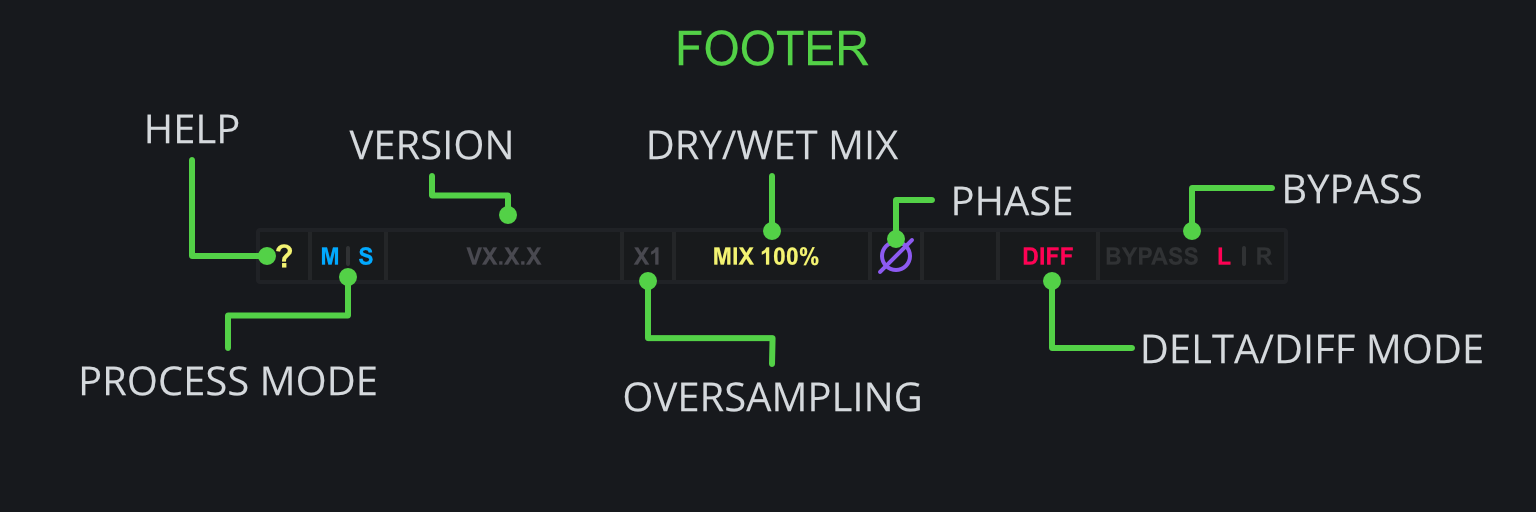 FOOTER
HELP
VERSION
DRY/WET MIX
PHASE
BYPASS
? M | S VX.X.X X1 MIX 100% Ø DIFF BYPASS L | R
PROCESS MODE
OVERSAMPLING
DELTA/DIFF MODE